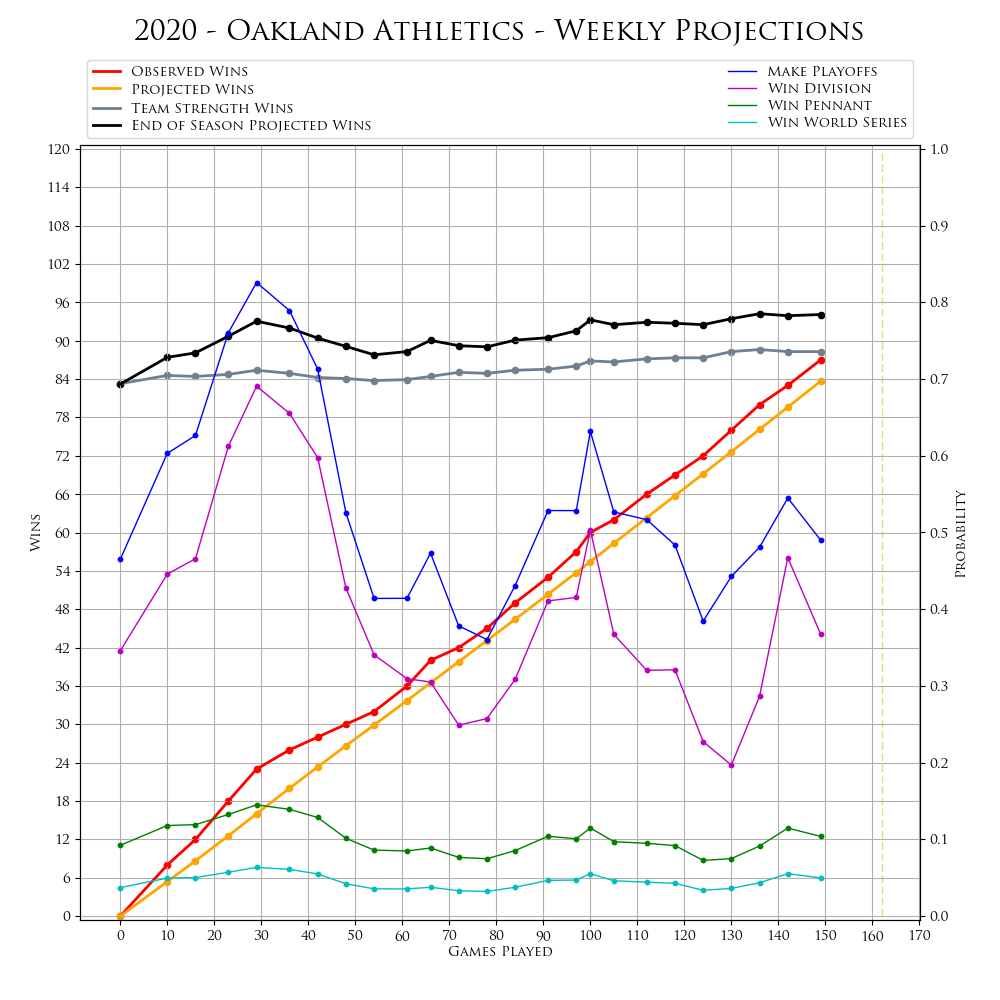 2020 - Oakland Athletics - Weekly Projections
Observed Wins
Projected Wins
Team Strength Wins
End of Season Projected Wins
Make Playoffs
Win Division
Win Pennant
Win World Series
120
114
108
102
96
90
84
78
72
66
60
54
48
42
36
30
24
18
12
6
0
Wins
1.0
0.9
0.8
0.7
0.6
0.5
0.4
0.3
0.2
0.1
0.0
Probability
0 10 20 30 40 50 60 70 80 90 100 110 120 130 140 150 160 170
Games Played